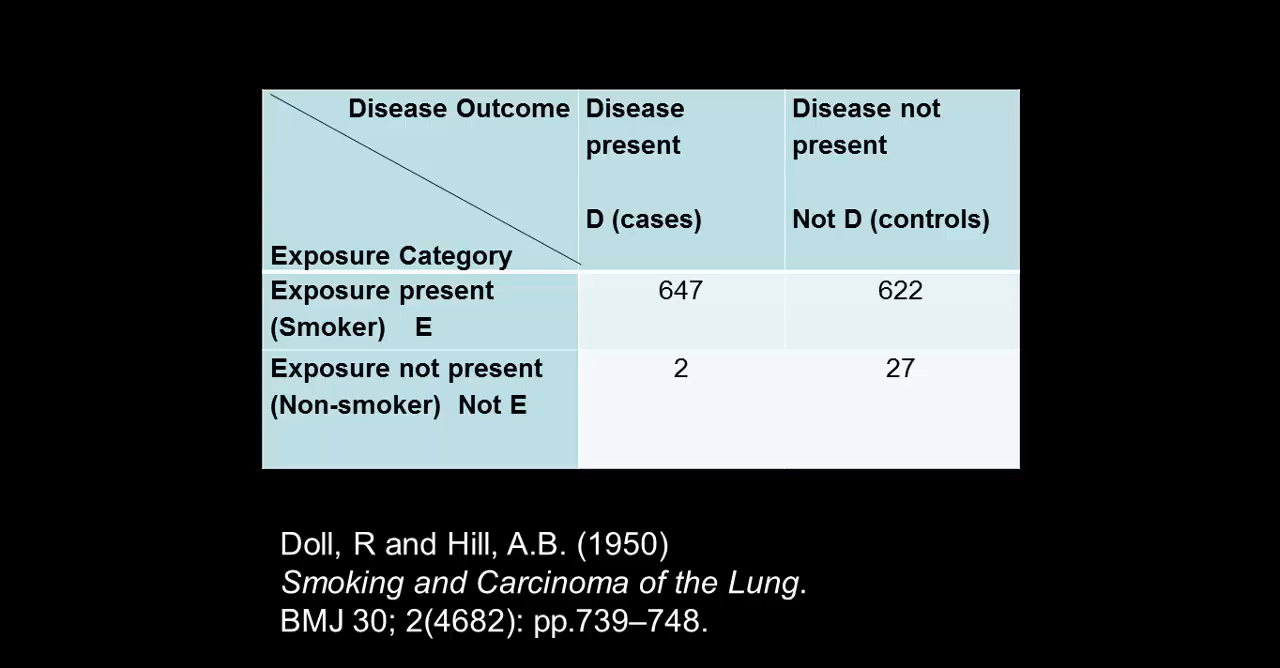 Disease Outcome
Exposure Category
Disease
present
D (cases)
Disease not
present
Not D (controls)
Exposure present
(Smoker) E
647
622
Exposure not present
(Non-smoker) Not E
2
27
Doll, R and Hill, A.B. (1950)
Smoking and Carcinoma of the Lung.
BMJ 30; 2(4682): pp.739–748.